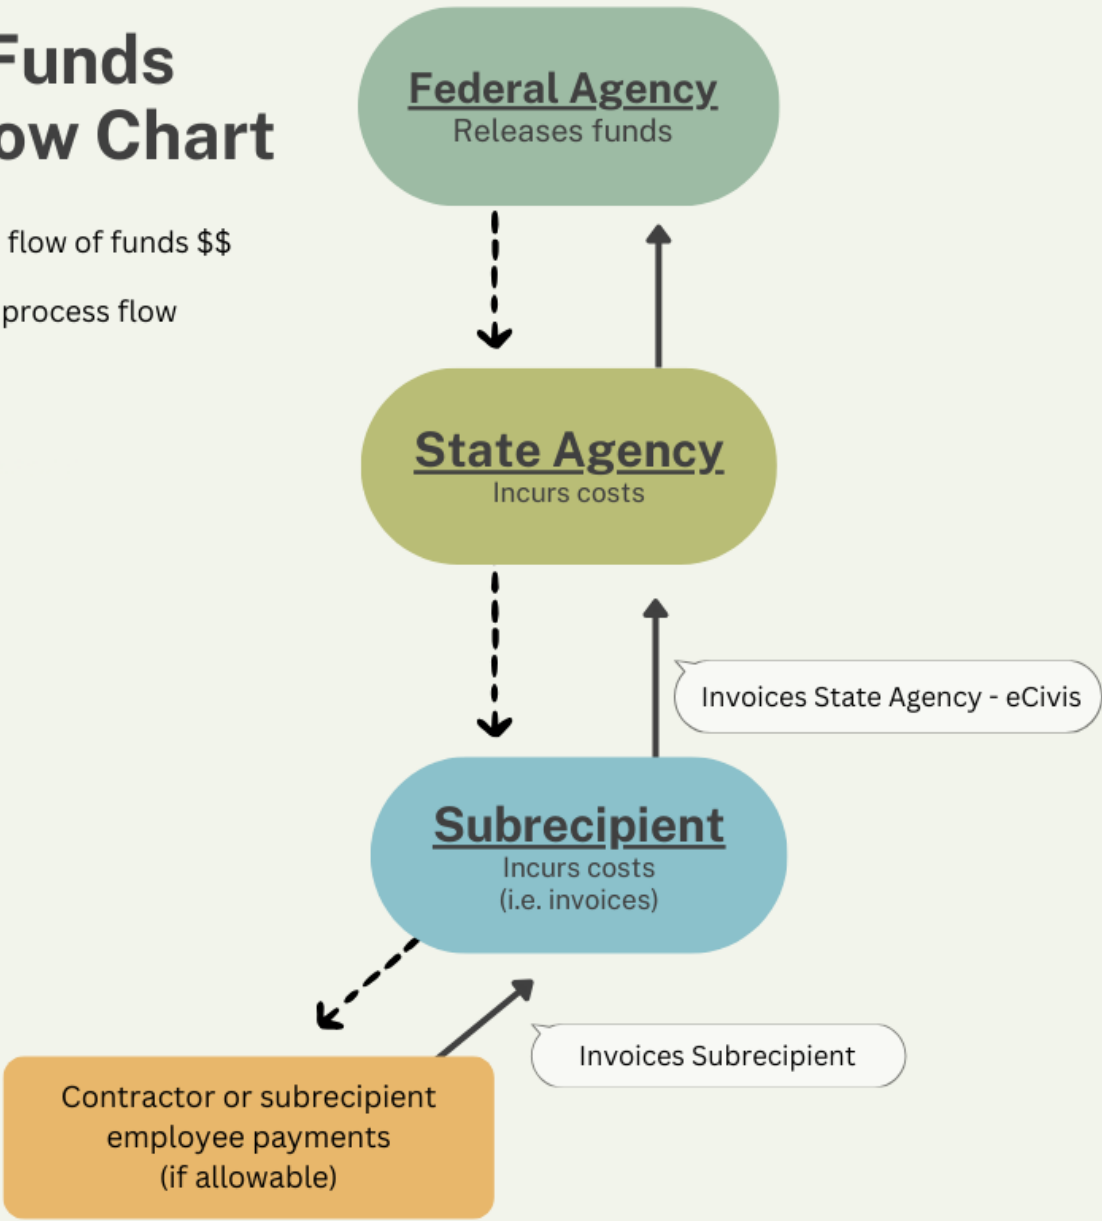 Funds
ow Chart
flow of funds $$
process flow
Federal Agency
Releases funds
State Agency
Incurs costs
Invoices State Agency - eCivis
Subrecipient
Incurs costs
(i.e. invoices)
Invoices Subrecipient
Contractor or subrecipient
employee payments
(if allowable)